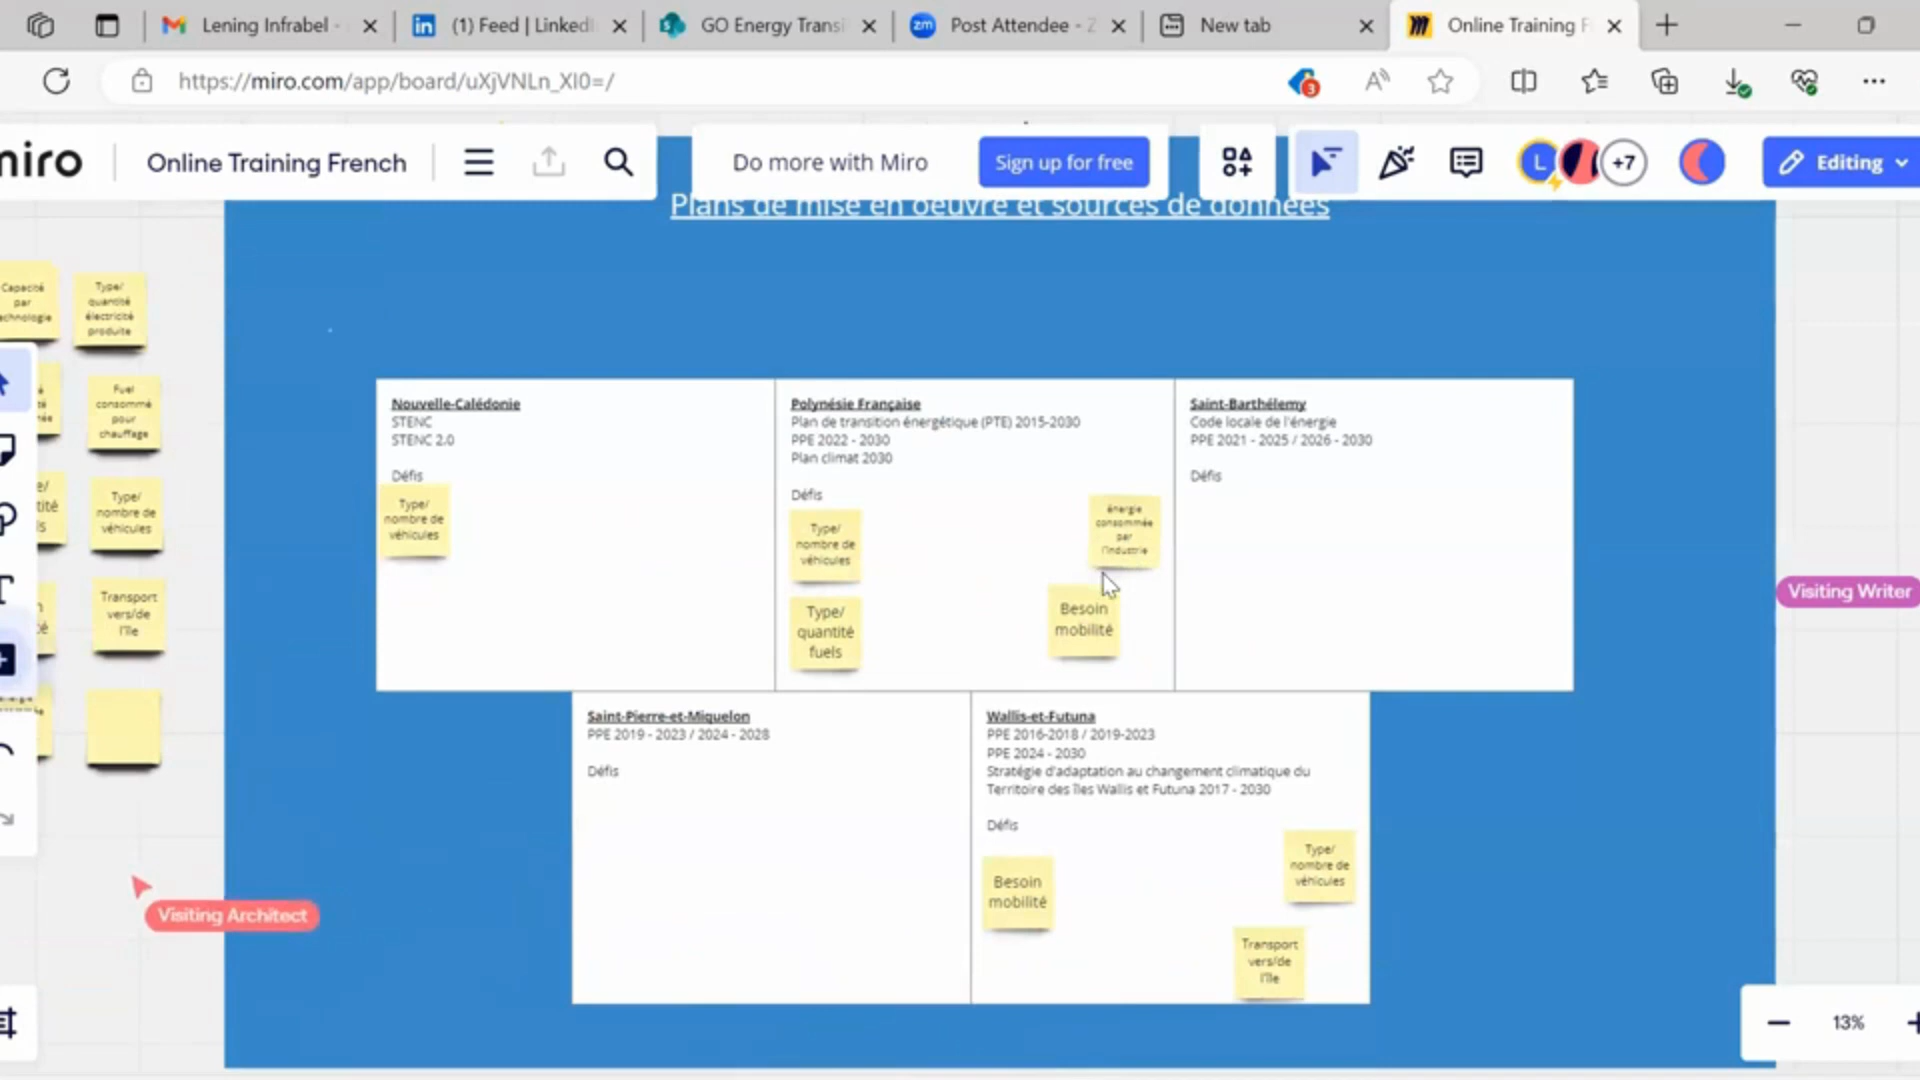 Lening Infrabel -
(1) Feed | LinkedI
GO Energy Transi
zm
Post Attendee - Z
New tab
Online Training F
https://miro.com/app/board/uXjVNLn_XI0=/
3
miro
Online Training French
Do more with Miro
Sign up for free
L
+7
Editing
Plans de mise en oeuvre et sources de données
Capacité
par
echnologie
Type/
quantité
électricité
produite
Fuel
consommé
pour
chauffage
Type/
nombre de
véhicules
Transport
vers/de
l'île
Nouvelle-Calédonie
STENC
STENC 2.0
Défis
Type/
nombre de
véhicules
Polynésie Française
Plan de transition énergétique (PTE) 2015-2030
PPE 2022 - 2030
Plan climat 2030
Défis
Type/
nombre de
véhicules
Type/
quantité
fuels
énergie
consommée
par
l'industrie
Besoin
mobilité
Saint-Barthélemy
Code locale de l'énergie
PPE 2021 - 2025 / 2026 - 2030
Défis
Saint-Pierre-et-Miquelon
PPE 2019 - 2023 / 2024 - 2028
Défis
Wallis-et-Futuna
PPE 2016-2018 / 2019-2023
PPE 2024 - 2030
Stratégie d'adaptation au changement climatique du
Territoire des îles Wallis et Futuna 2017 - 2030
Défis
Besoin
mobilité
Type/
nombre de
véhicules
Transport
vers/de
l'île
Visiting Writer
Visiting Architect
13%